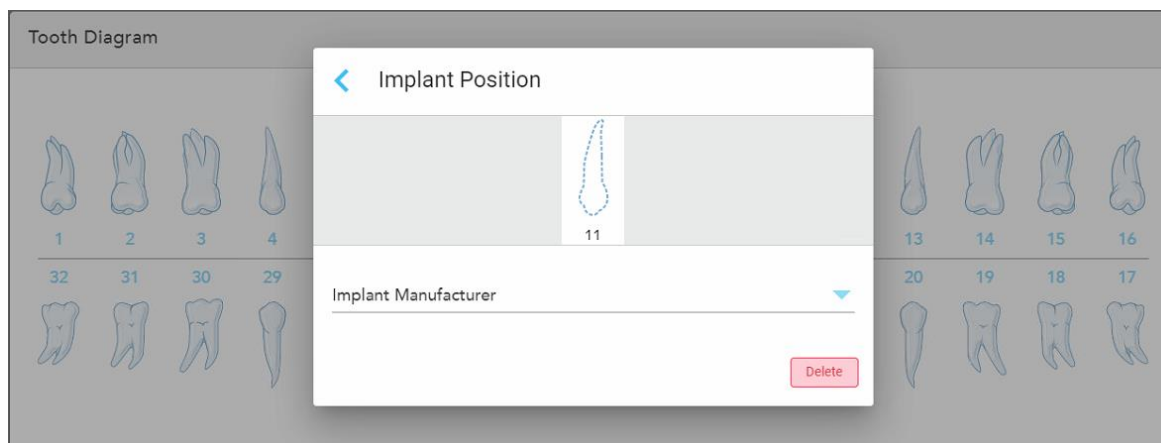 Tooth Diagram
Implant Position
11
1 2 3 4 13 14 15 16
32 31 30 29 20 19 18 17
Implant Manufacturer
Delete